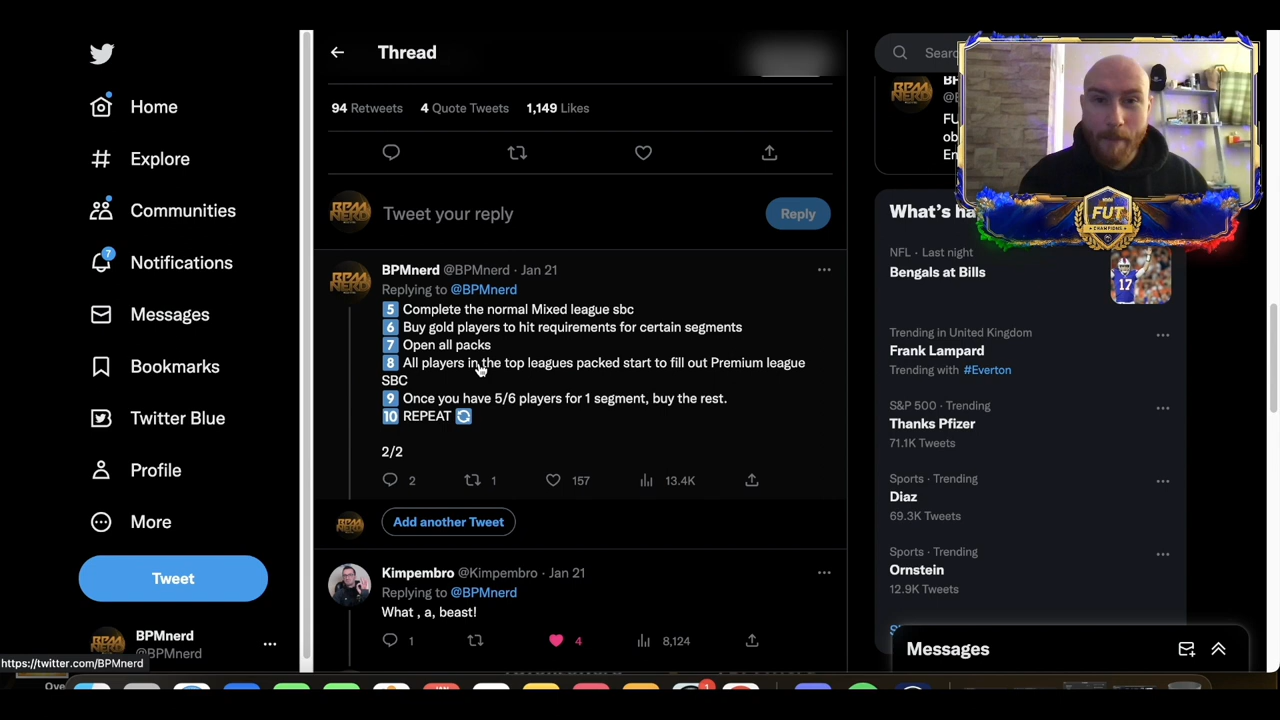 Thread
94 Retweets 4 Quote Tweets 1,149 Likes
Tweet your reply
Reply
BPMnerd @BPMnerd · Jan 21
Replying to @BPMnerd
5 Complete the normal Mixed league sbc
6 Buy gold players to hit requirements for certain segments
7 Open all packs
8 All players in the top leagues packed start to fill out Premium league
SBC
9 Once you have 5/6 players for 1 segment, buy the rest.
10 REPEAT
2/2
2 1 157 13.4K
Add another Tweet
Kimpembro @Kimpembro · Jan 21
Replying to @BPMnerd
What , a, beast!
1 4 8,124
Home
Explore
Communities
7
Notifications
Messages
Bookmarks
Twitter Blue
Profile
More
Tweet
BPMnerd
@BPMnerd
https://twitter.com/BPMnerd
Sear
BPM
NERD
FUT
CHAMPIONS
What's ha
NFL · Last night
Bengals at Bills
17
Trending in United Kingdom
Frank Lampard
Trending with #Everton
S&P 500 · Trending
Thanks Pfizer
71.1K Tweets
Sports · Trending
Diaz
69.3K Tweets
Sports · Trending
Ornstein
12.9K Tweets
Messages